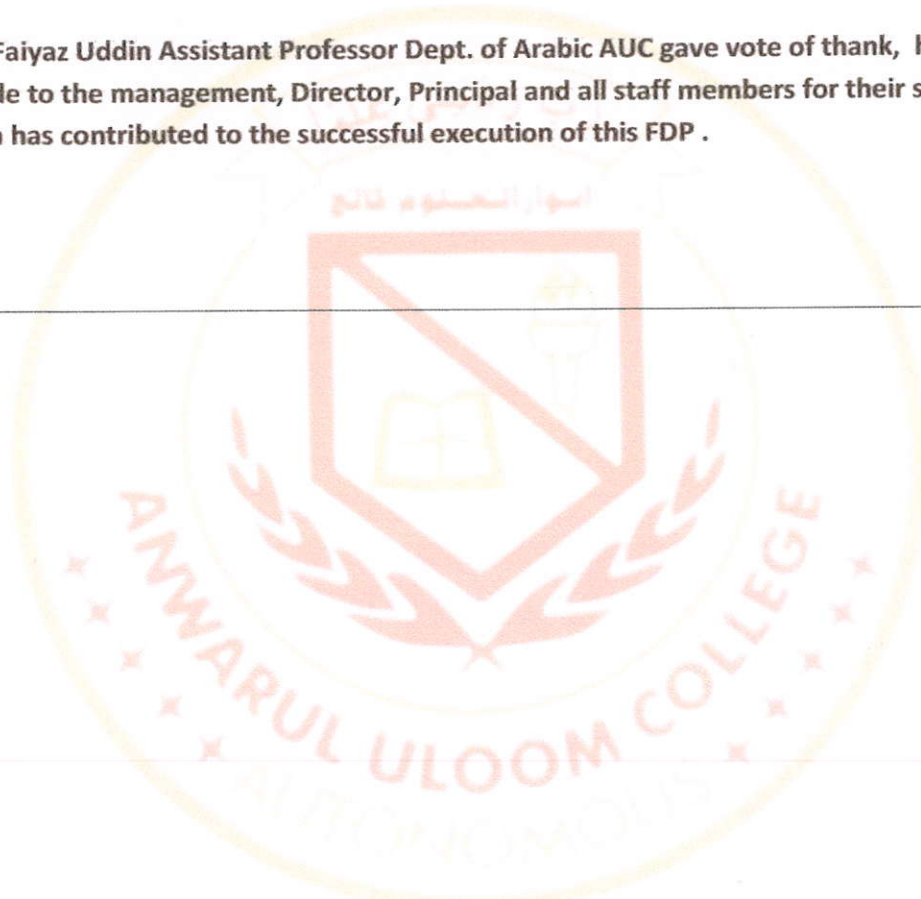 Faiyaz Uddin Assistant Professor Dept. of Arabic AUC gave vote of thank,
to the management, Director, Principal and all staff members for their
has contributed to the successful execution of this FDP .
ANWARUL ULOOM COLLEGE
AUTONOMOUS